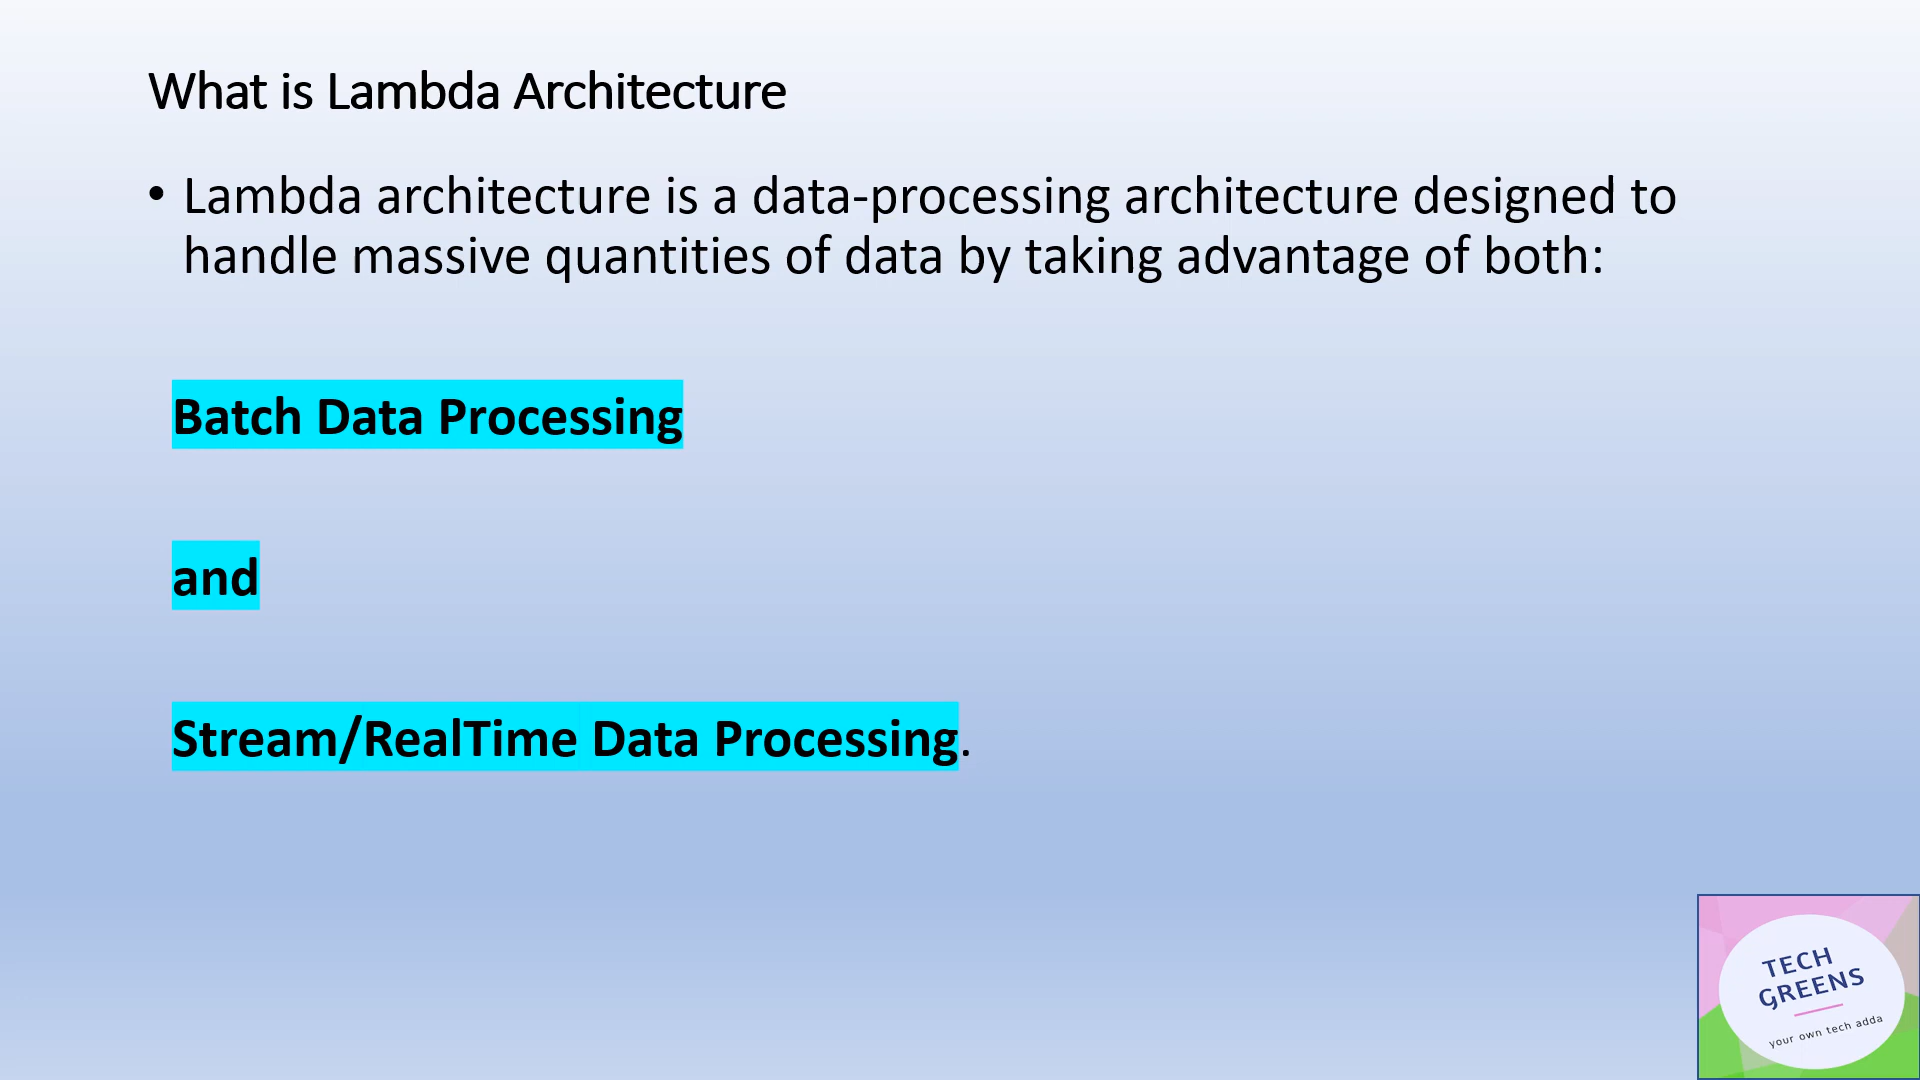 What is Lambda Architecture
• Lambda architecture is a data-processing architecture designed to
handle massive quantities of data by taking advantage of both:
Batch Data Processing
and
Stream/RealTime Data Processing.
TECH
GREENS
your own tech adda